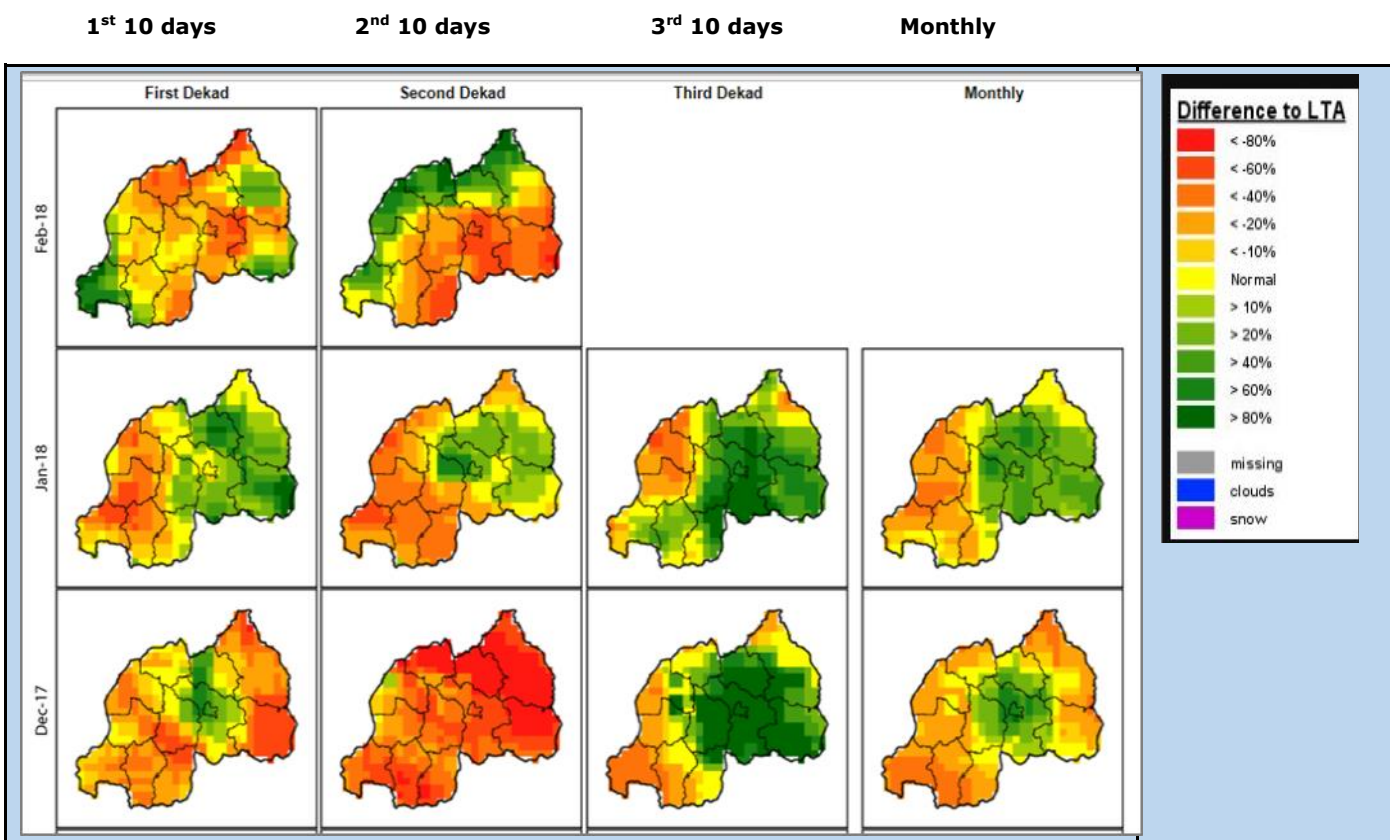 1st 10 days 2nd 10 days 3rd 10 days Monthly
First Dekad Second Dekad Third Dekad Monthly
Feb-18
Jan-18
Dec-17
Difference to LTA
< -80%
< -60%
< -40%
< -20%
< -10%
Normal
> 10%
> 20%
> 40%
> 60%
> 80%
missing
clouds
snow